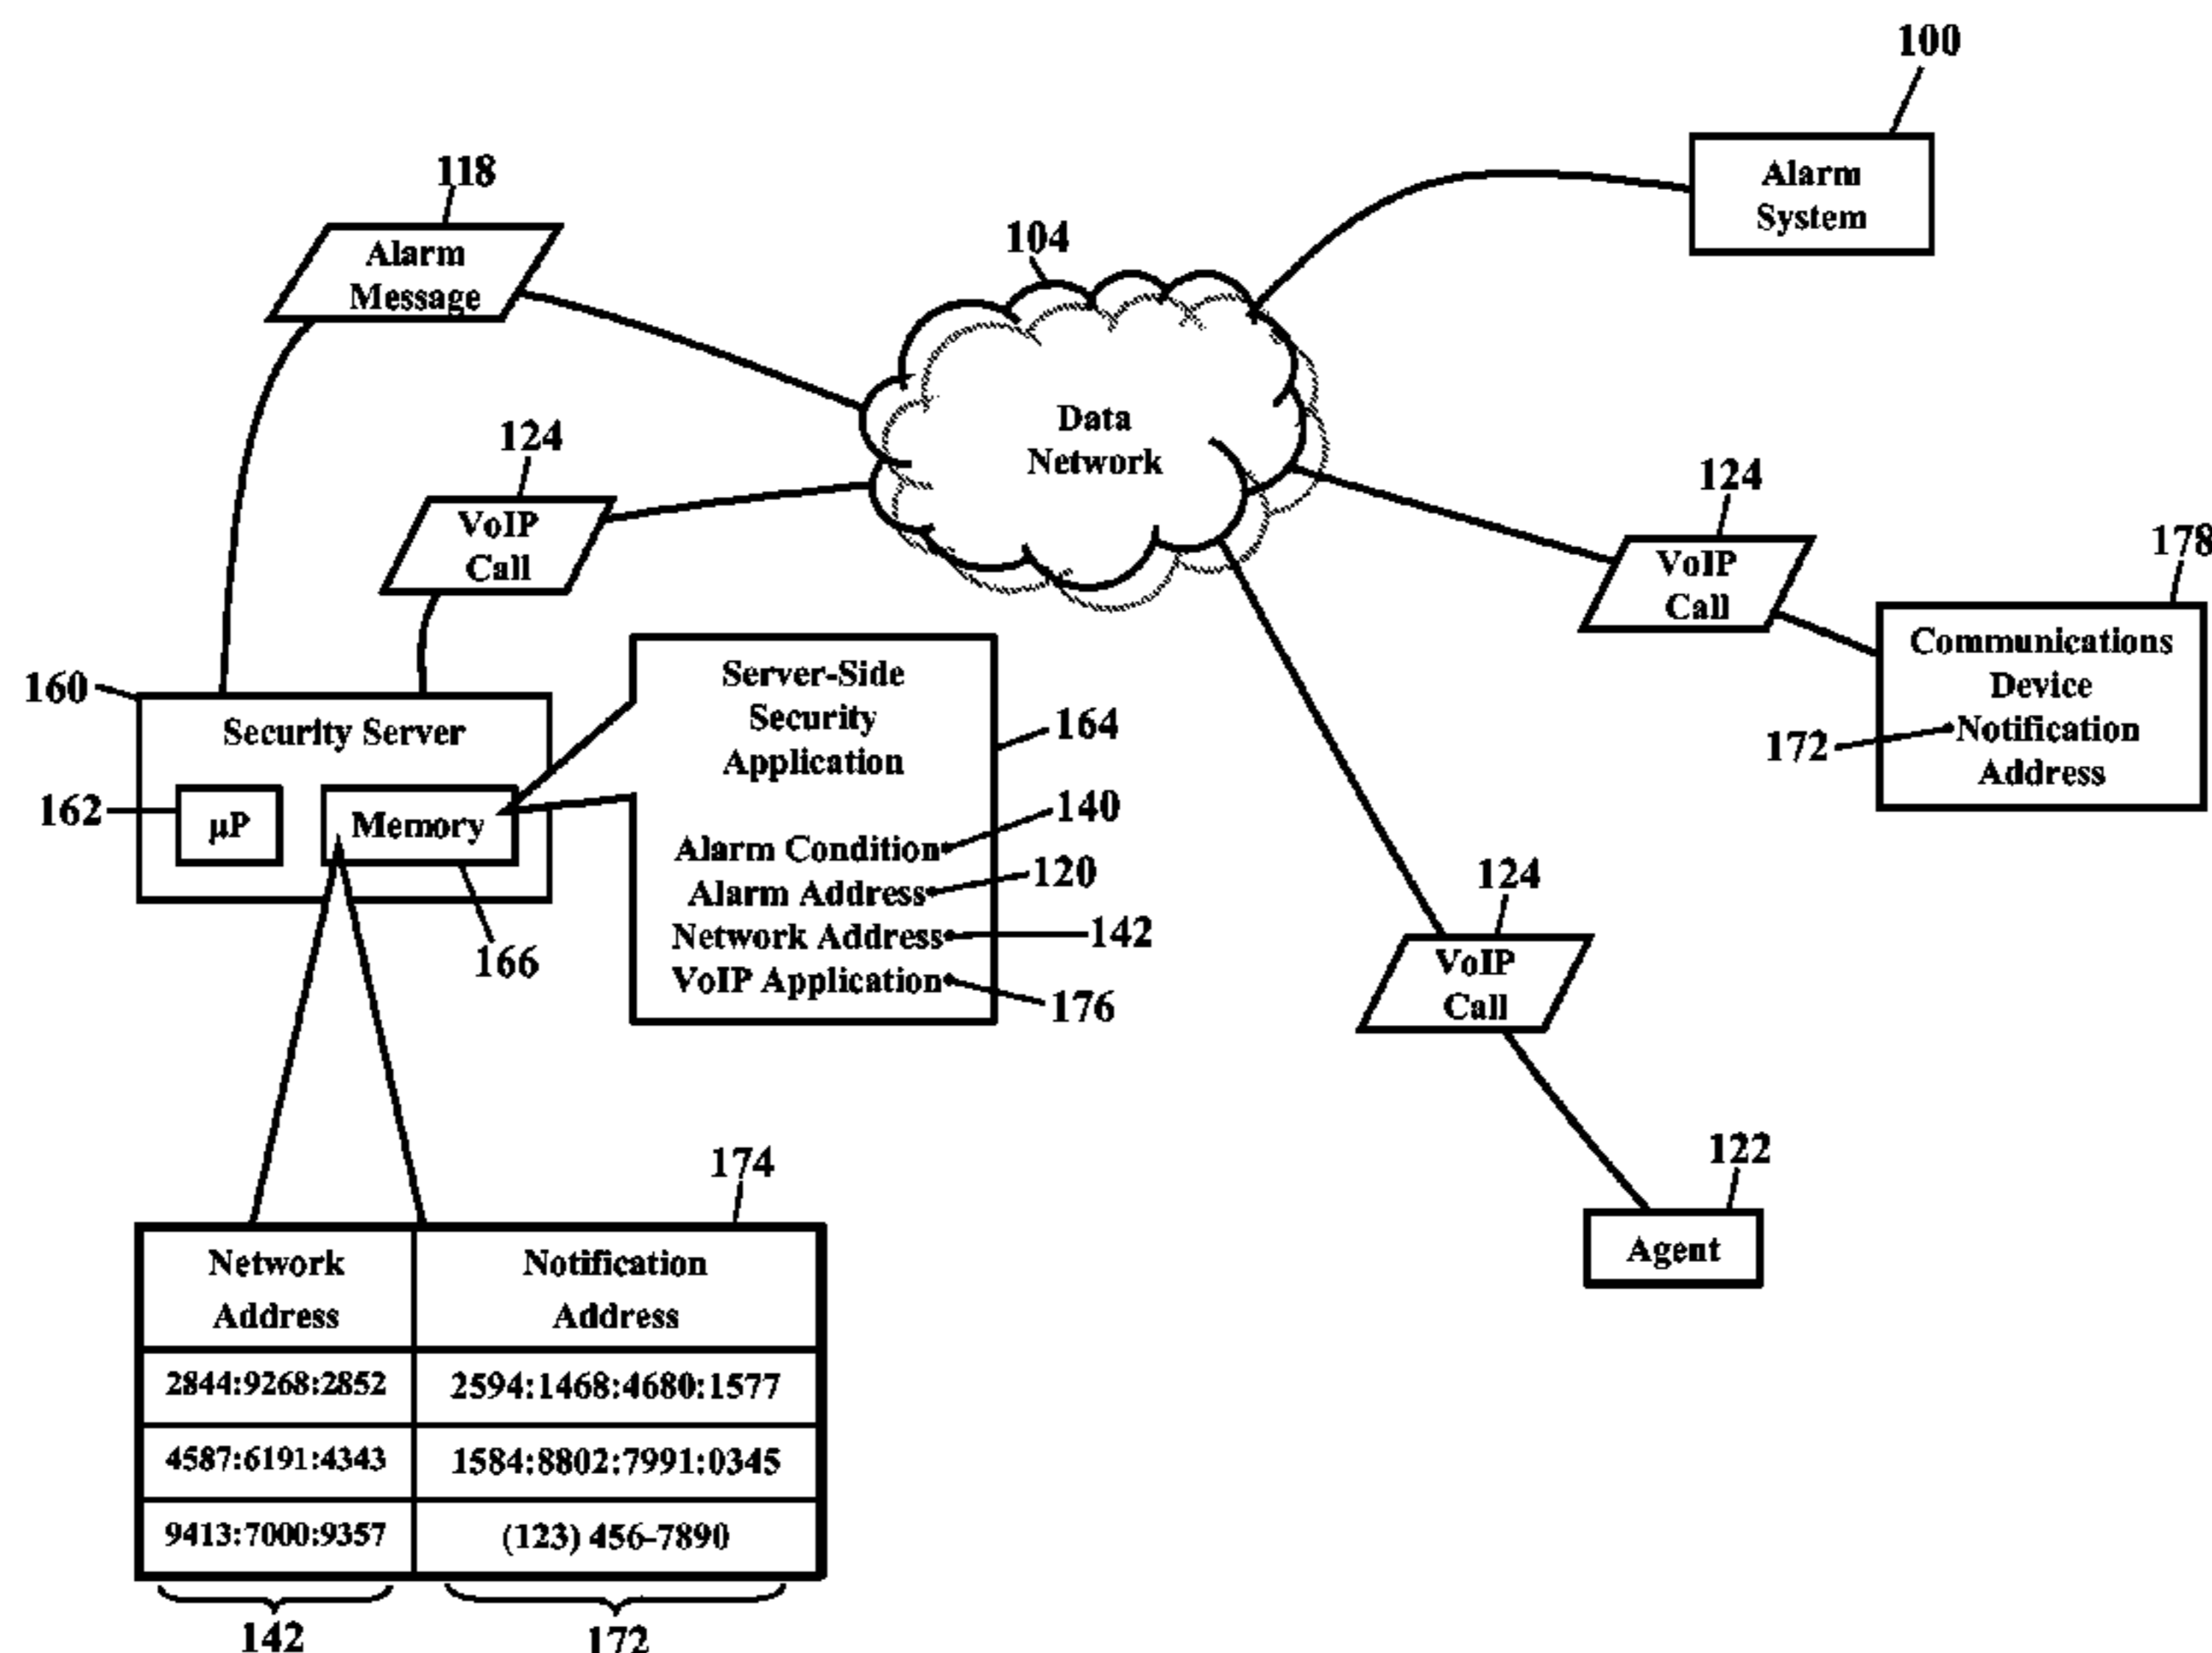 100
Alarm
System
118
Alarm
Message
104
Data
Network
124
VoIP
Call
124
VoIP
Call
178
Communications
Device
Notification
Address
172
160
Security Server
162
µP
Memory
166
Server-Side
Security
Application
164
Alarm Condition
140
Alarm Address
120
Network Address
142
VoIP Application
176
124
VoIP
Call
122
Agent
174
Network
Address
Notification
Address
2844:9268:2852
2594:1468:4680:1577
4587:6191:4343
1584:8802:7991:0345
9413:7000:9357
(123) 456-7890
142
172